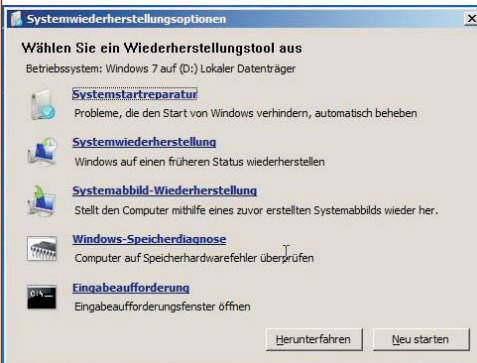 Systemwiederherstellungsoptionen
Wählen Sie ein Wiederherstellungstool aus
Betriebssystem: Windows 7 auf (D:) Lokaler Datenträger
Systemstartreparatur
Probleme, die den Start von Windows verhindern, automatisch beheben
Systemwiederherstellung
Windows auf einen früheren Status wiederherstellen
Systemabbild-Wiederherstellung
Stellt den Computer mithilfe eines zuvor erstellten Systemabbilds wieder her.
Windows-Speicherdiagnose
Computer auf Speicherhardwarefehler überprüfen
Eingabeaufforderung
Eingabeaufforderungsfenster öffnen
Herunterfahren Neu starten